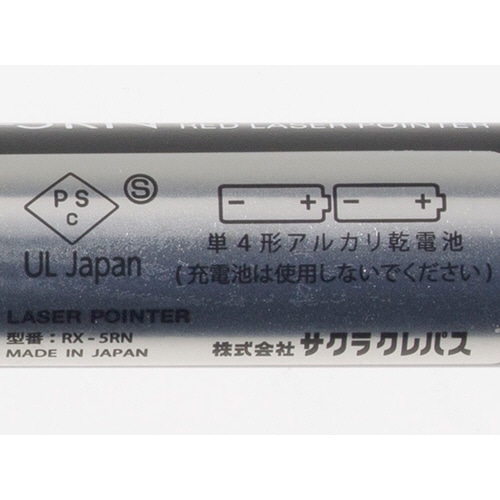 RED LASER POINTER
PS
C
S
UL Japan
単4形アルカリ乾電池
(充電池は使用しないでください)
LASER POINTER
型番：RX-5RN
MADE IN JAPAN
株式会社 サクラクレパス